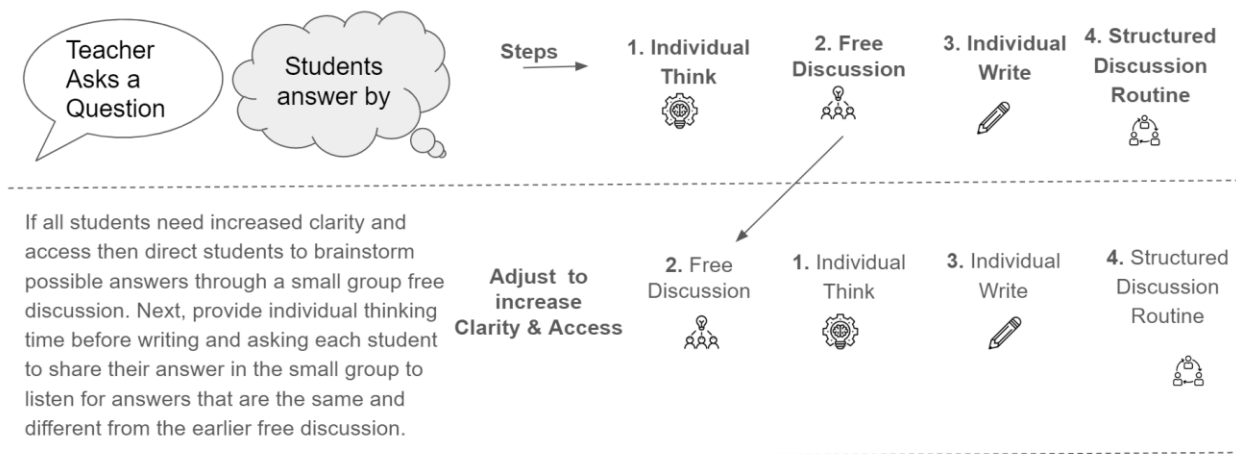 Teacher
Asks a
Question
Students
answer by
Steps
1. Individual
Think
2. Free
Discussion
3. Individual
Write
4. Structured
Discussion
Routine
If all students need increased clarity and
access then direct students to brainstorm
possible answers through a small group free
discussion. Next, provide individual thinking
time before writing and asking each student
to share their answer in the small group to
listen for answers that are the same and
different from the earlier free discussion.
Adjust to
increase
Clarity & Access
2. Free
Discussion
1. Individual
Think
3. Individual
Write
4. Structured
Discussion
Routine